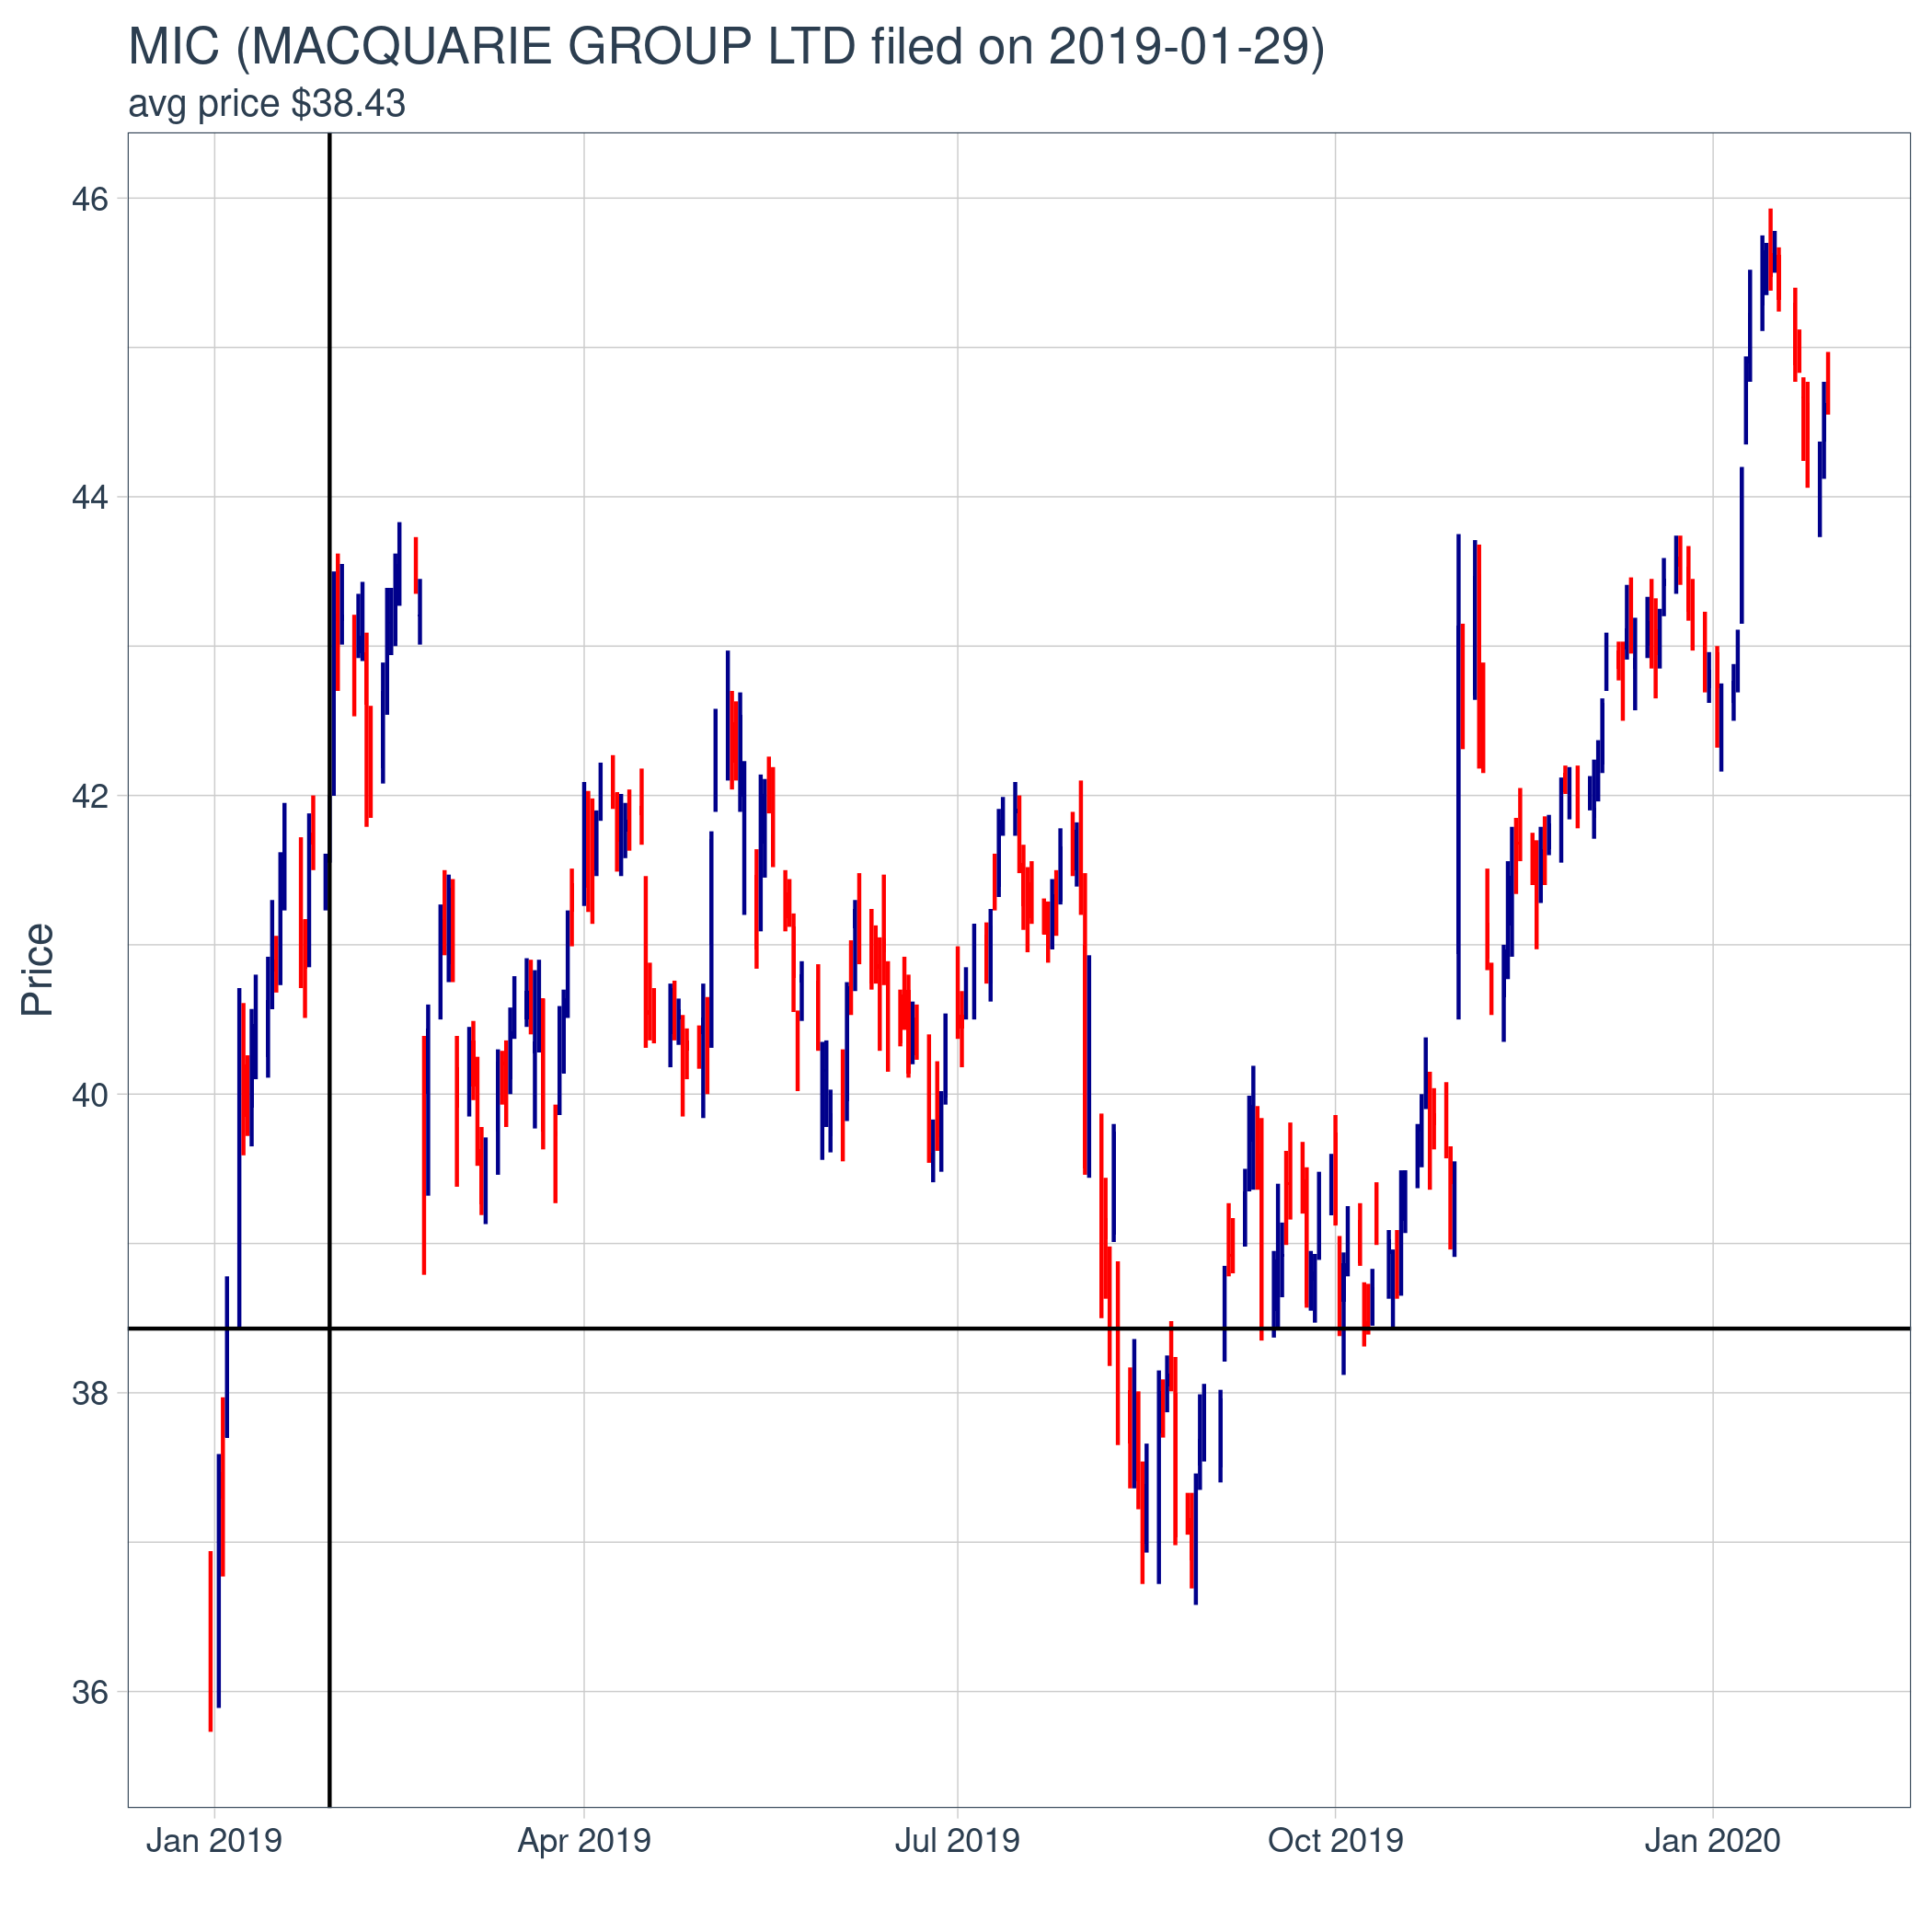 MIC (MACQUARIE GROUP LTD filed on 2019-01-29)
avg price $38.43
46
44
42
40
38
36
Price
Jan 2019
Apr 2019
Jul 2019
Oct 2019
Jan 2020